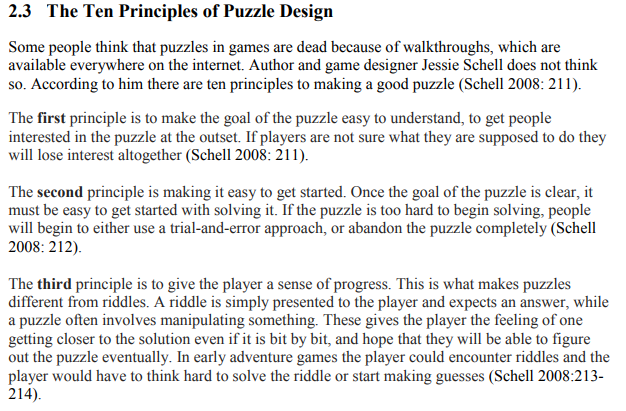 2.3 The Ten Principles of Puzzle Design
Some people think that puzzles in games are dead because of walkthroughs, which are
available everywhere on the internet. Author and game designer Jessie Schell does not think
so. According to him there are ten principles to making a good puzzle (Schell 2008: 211).
The first principle is to make the goal of the puzzle easy to understand, to get people
interested in the puzzle at the outset. If players are not sure what they are supposed to do they
will lose interest altogether (Schell 2008: 211).
The second principle is making it easy to get started. Once the goal of the puzzle is clear, it
must be easy to get started with solving it. If the puzzle is too hard to begin solving, people
will begin to either use a trial-and-error approach, or abandon the puzzle completely (Schell
2008: 212).
The third principle is to give the player a sense of progress. This is what makes puzzles
different from riddles. A riddle is simply presented to the player and expects an answer, while
a puzzle often involves manipulating something. These gives the player the feeling of one
getting closer to the solution even if it is bit by bit, and hope that they will be able to figure
out the puzzle eventually. In early adventure games the player could encounter riddles and the
player would have to think hard to solve the riddle or start making guesses (Schell 2008:213-
214).